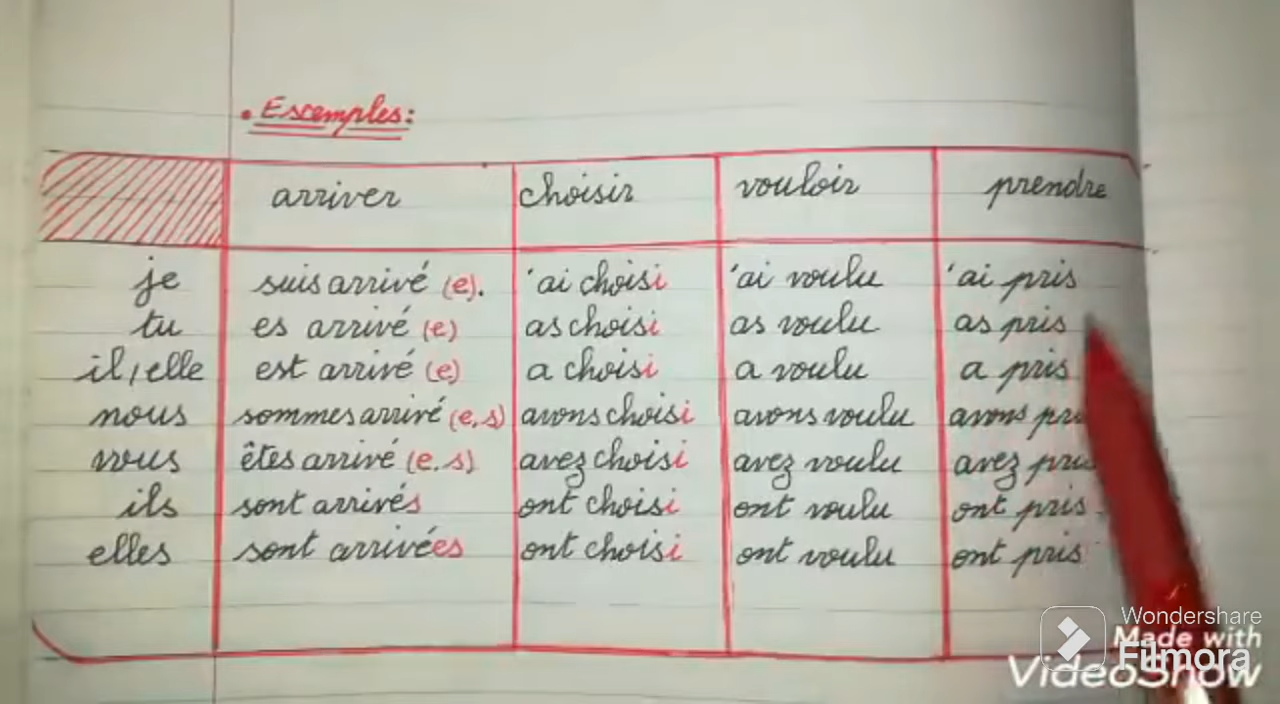 • Exemples:
arriver choisir vouloir prendre
je suis arrivé (e). 'ai choisi 'ai voulu 'ai pris
tu es arrivé (e) as choisi as voulu as pris
il, elle est arrivé (e) a choisi a voulu a pris
nous sommes arrivé (e,s) avons choisi avons voulu avons
vous êtes arrivé (e.s) avez choisi avez voulu avez pris
ils sont arrivés ont choisi ont voulu ont pris
elles sont arrivées ont choisi ont voulu ont pris
Wondershare
Made with
Filmora
VideoShow